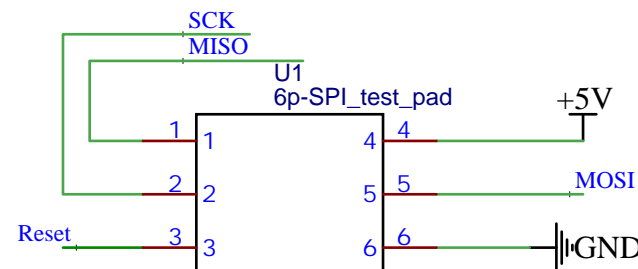 SCK
MISO
U1
6p-SPI_test_pad
+5V
1 1 4 4
2 2 5 5 MOSI
Reset 3 3 6 6 GND